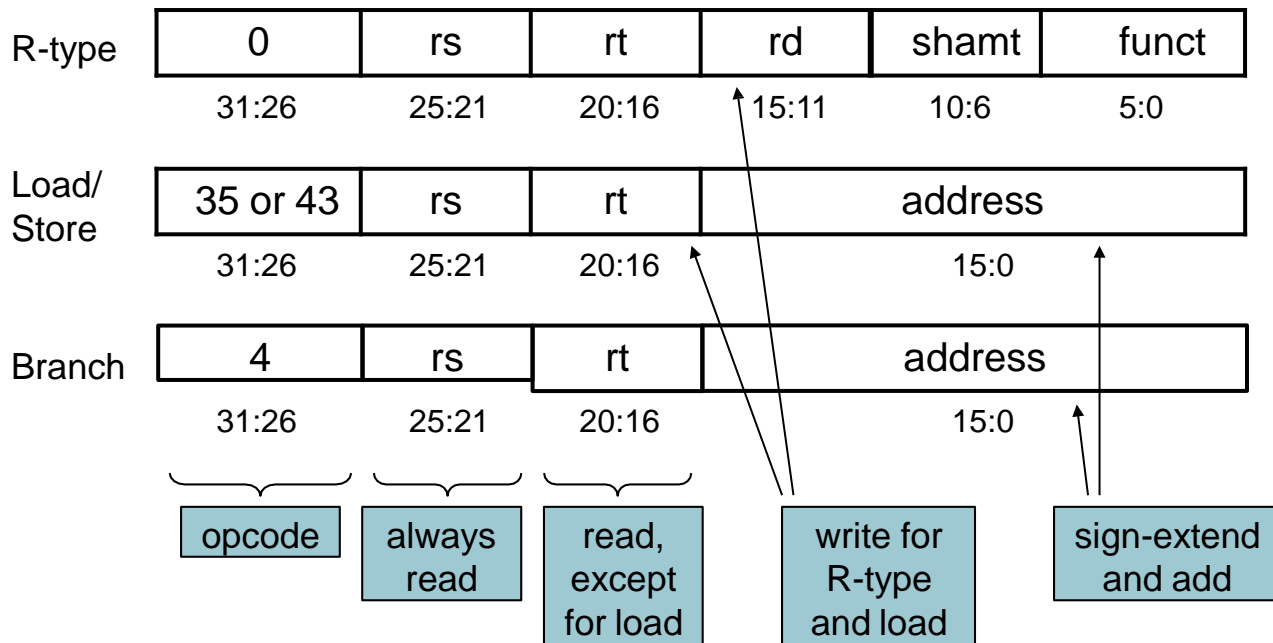 R-type 0 rs rt rd shamt funct
31:26 25:21 20:16 15:11 10:6 5:0
Load/
Store
35 or 43 rs rt address
31:26 25:21 20:16 15:0
Branch 4 rs rt address
31:26 25:21 20:16 15:0
opcode
always
read
read,
except
for load
write for
R-type
and load
sign-extend
and add